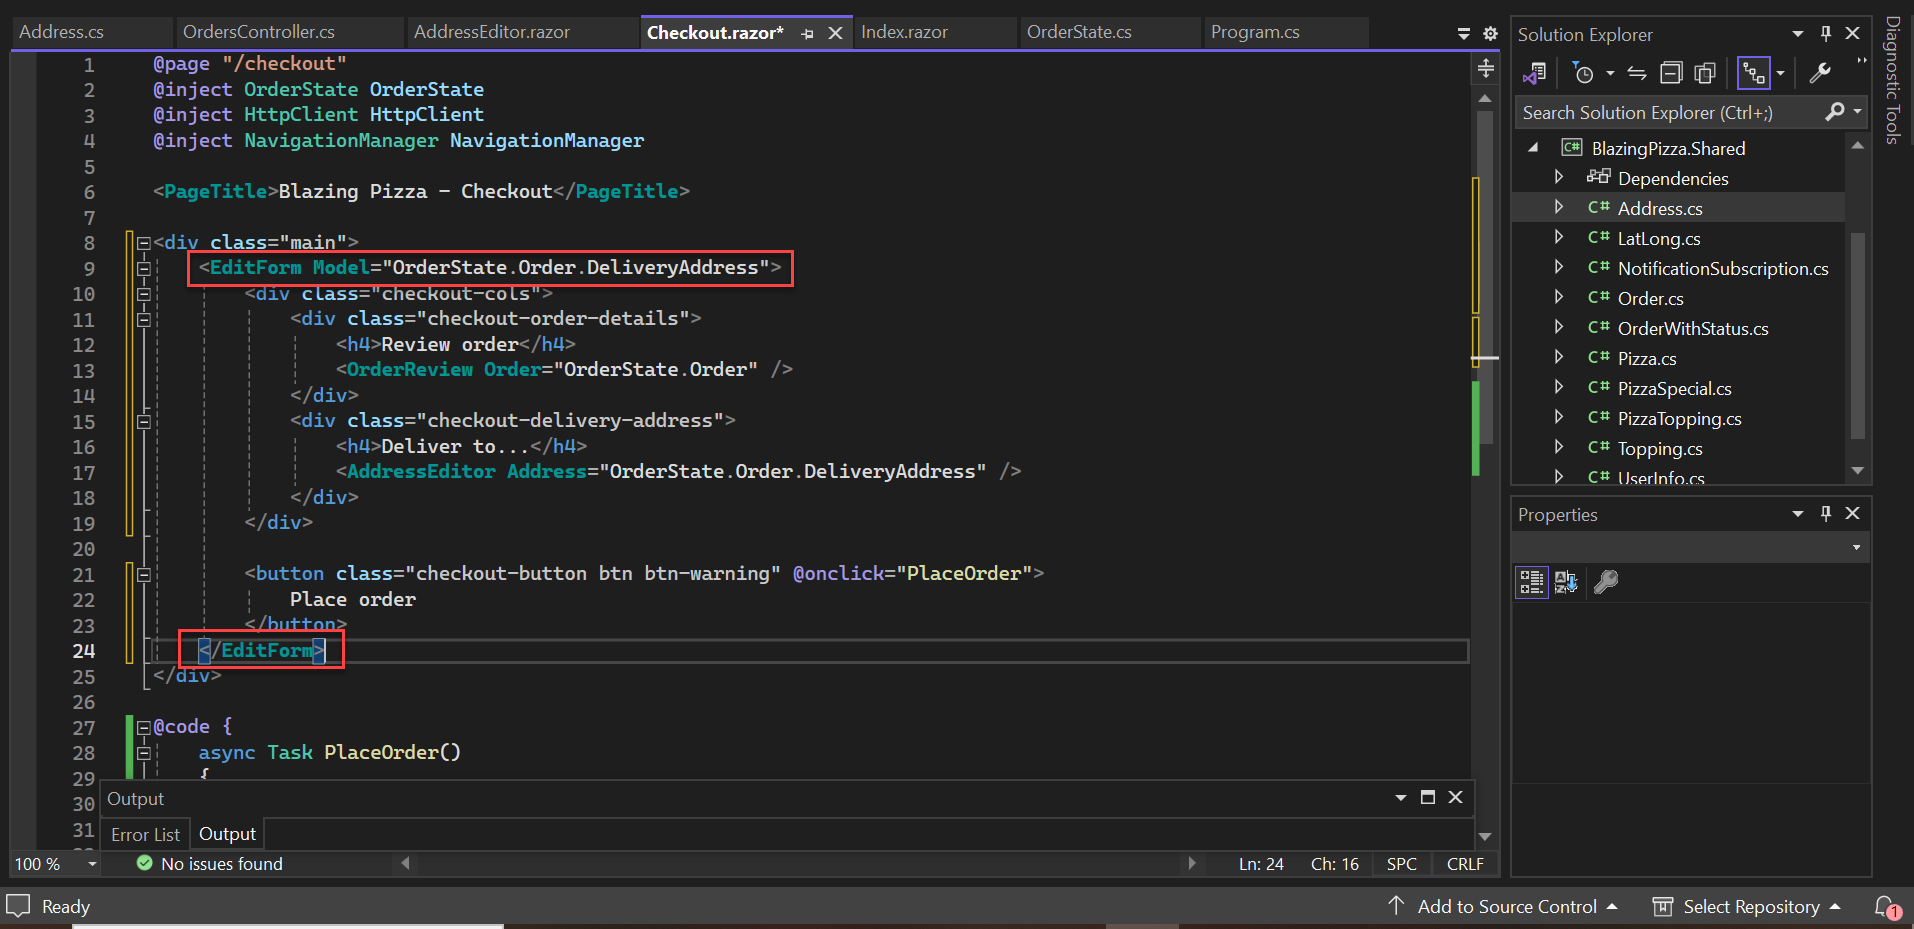 Address.cs OrdersController.cs AddressEditor.razor Checkout.razor* Index.razor OrderState.cs Program.cs
1 @page "/checkout"
2 @inject OrderState OrderState
3 @inject HttpClient HttpClient
4 @inject NavigationManager NavigationManager
5
6 <PageTitle>Blazing Pizza - Checkout</PageTitle>
7
8 <div class="main">
9 <EditForm Model="OrderState.Order.DeliveryAddress">
10 <div class="checkout-cols">
11 <div class="checkout-order-details">
12 <h4>Review order</h4>
13 <OrderReview Order="OrderState.Order" />
14 </div>
15 <div class="checkout-delivery-address">
16 <h4>Deliver to...</h4>
17 <AddressEditor Address="OrderState.Order.DeliveryAddress" />
18 </div>
19 </div>
20
21 <button class="checkout-button btn btn-warning" @onclick="PlaceOrder">
22 Place order
23 </button>
24 </EditForm>
25 </div>
26
27 @code {
28 async Task PlaceOrder()
29 {
30
31
Output
Error List Output
100 % No issues found Ln: 24 Ch: 16 SPC CRLF
Solution Explorer
Search Solution Explorer (Ctrl+;)
C# BlazingPizza.Shared
Dependencies
C# Address.cs
C# LatLong.cs
C# NotificationSubscription.cs
C# Order.cs
C# OrderWithStatus.cs
C# Pizza.cs
C# PizzaSpecial.cs
C# PizzaTopping.cs
C# Topping.cs
C# UserInfo.cs
Properties
Diagnostic Tools
Ready Add to Source Control Select Repository 1